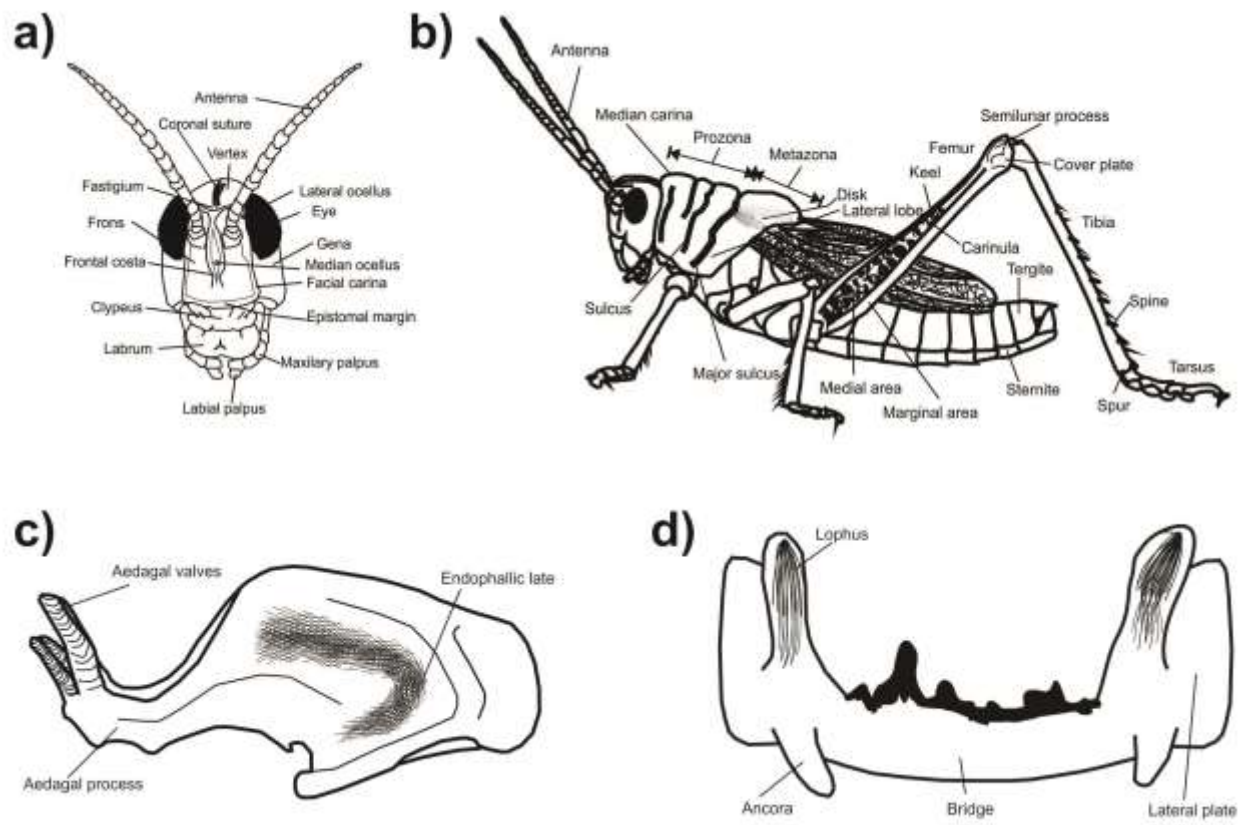 a)
Antenna
Coronal suture
Vertex
Fastigium
Lateral ocellus
Eye
Frons
Gena
Frontal costa
Median ocellus
Facial carina
Clypeus
Epistomal margin
Labrum
Maxilary palpus
Labial palpus
b)
Antenna
Median carina
Prozona
Metazona
Semilunar process
Femur
Cover plate
Keel
Disk
Lateral lobe
Tibia
Carinula
Tergite
Sulcus
Spine
Major sulcus
Medial area
Marginal area
Sternite
Tarsus
Spur
c)
Aedagal valves
Endophallic late
Aedagal process
d)
Lophus
Ancora
Bridge
Lateral plate